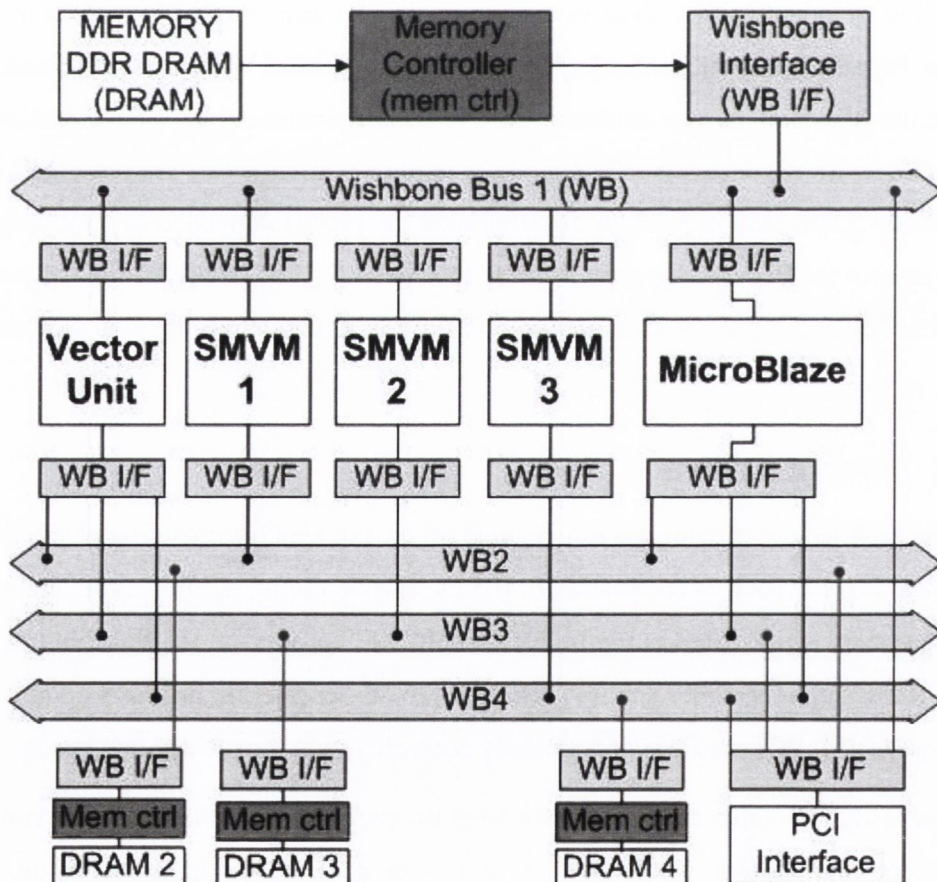 MEMORY
DDR DRAM
(DRAM)
Memory
Controller
(mem ctrl)
Wishbone
Interface
(WB I/F)
Wishbone Bus 1 (WB)
WB I/F
WB I/F
WB I/F
WB I/F
WB I/F
Vector
Unit
SMVM
1
SMVM
2
SMVM
3
MicroBlaze
WB I/F
WB I/F
WB I/F
WB I/F
WB I/F
WB2
WB3
WB4
WB I/F
WB I/F
WB I/F
WB I/F
Mem ctrl
Mem ctrl
Mem ctrl
PCI
Interface
DRAM 2
DRAM 3
DRAM 4